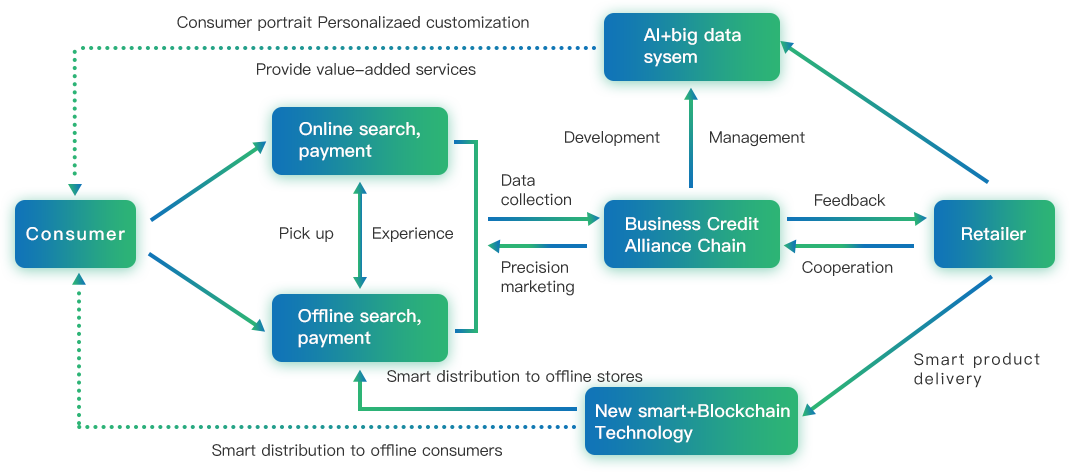 Consumer portrait Personalizaed customization
Provide value-added services
AI+big data
sysem
Development
Management
Online search,
payment
Data
collection
Feedback
Consumer
Pick up
Experience
Business Credit
Alliance Chain
Retailer
Precision
marketing
Cooperation
Offline search,
payment
Smart product
delivery
Smart distribution to offline stores
New smart+Blockchain
Technology
Smart distribution to offline consumers